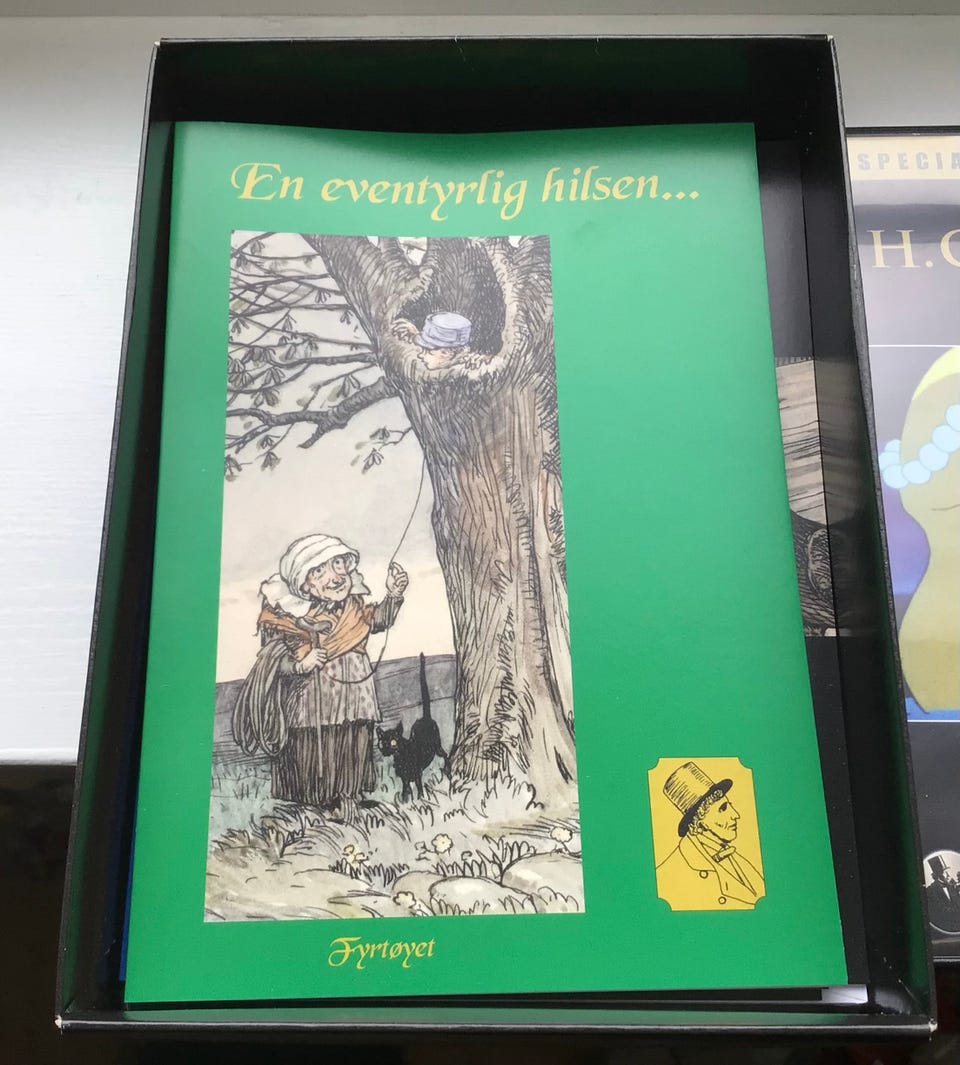 En eventyrlig hilsen...
SPECIA
H.C
Fyrtøyet